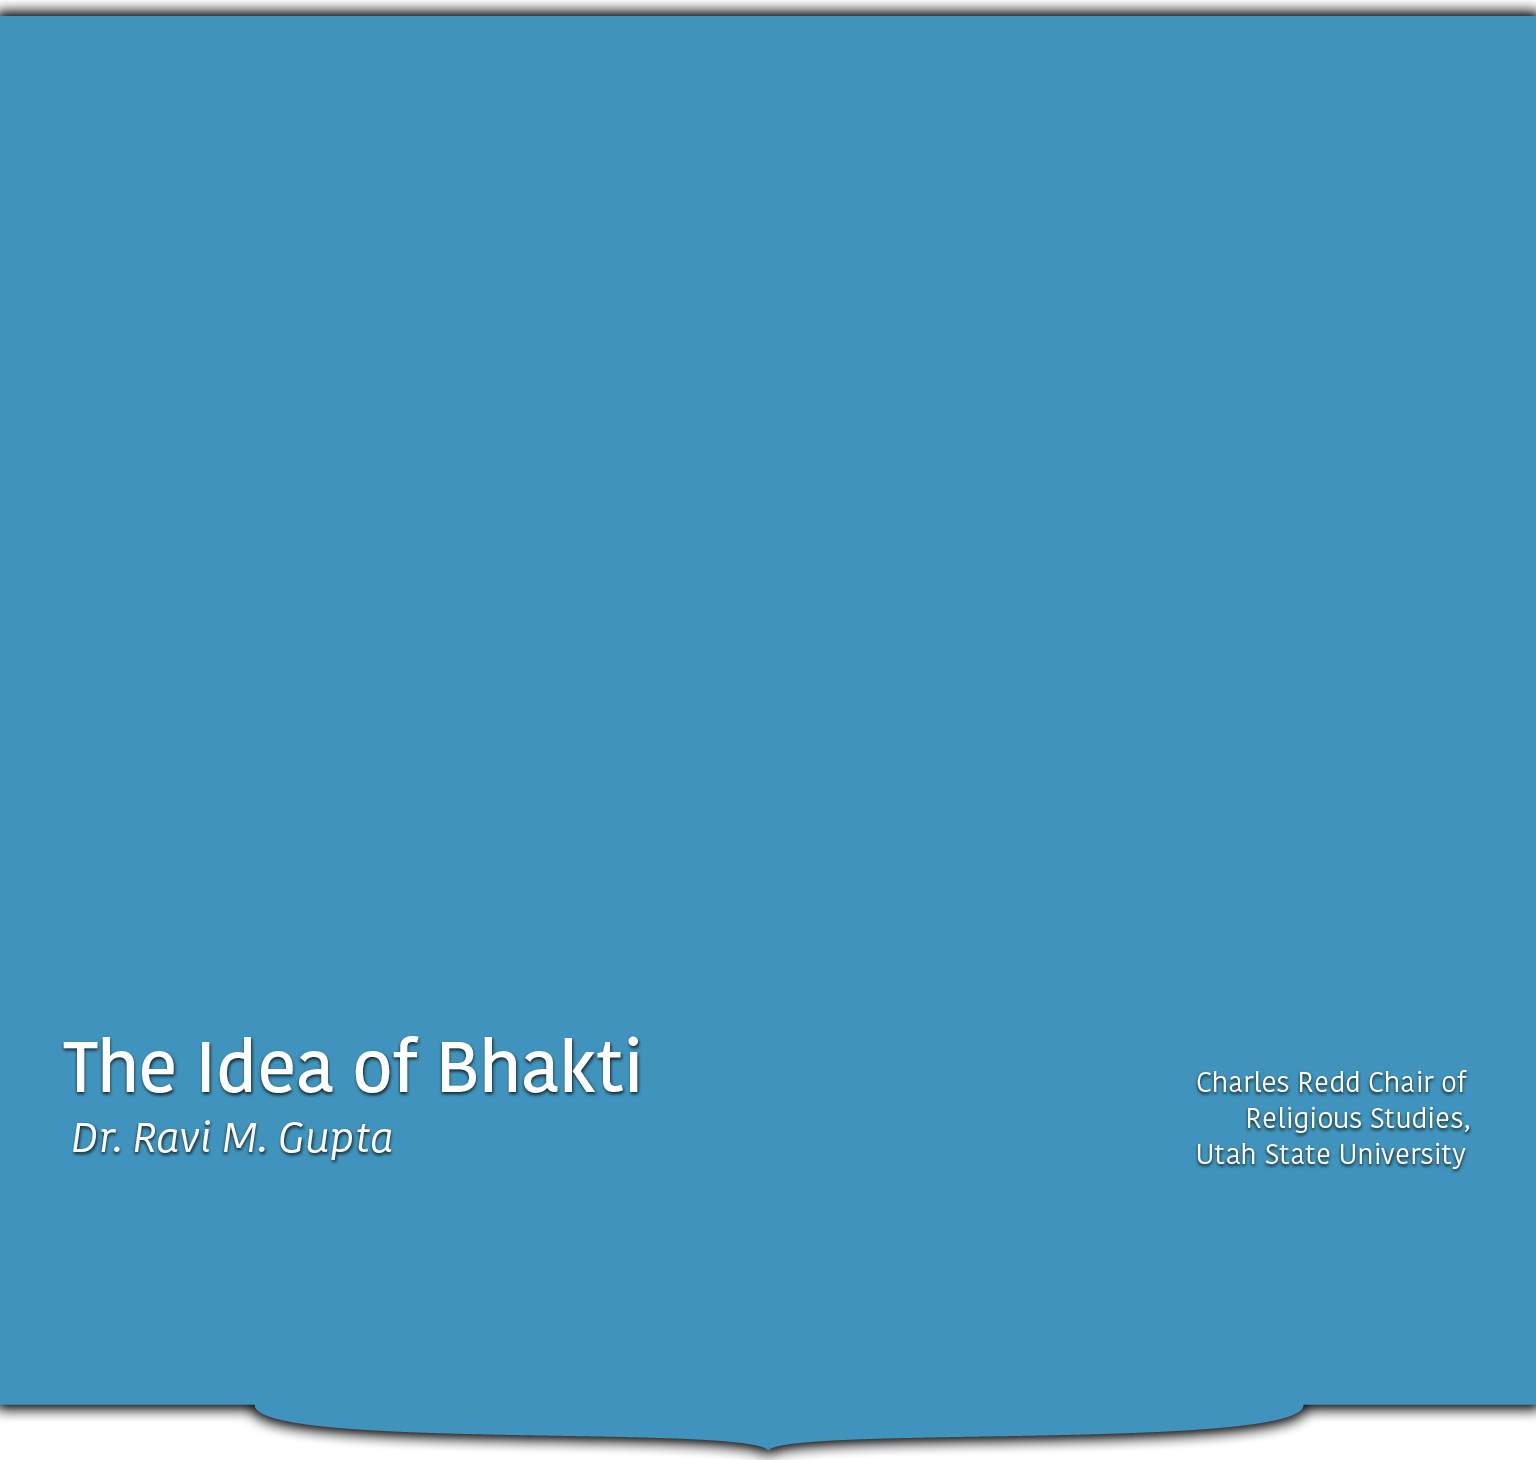 The Idea of Bhakti
Dr. Ravi M. Gupta
Charles Redd Chair of
Religious Studies,
Utah State University